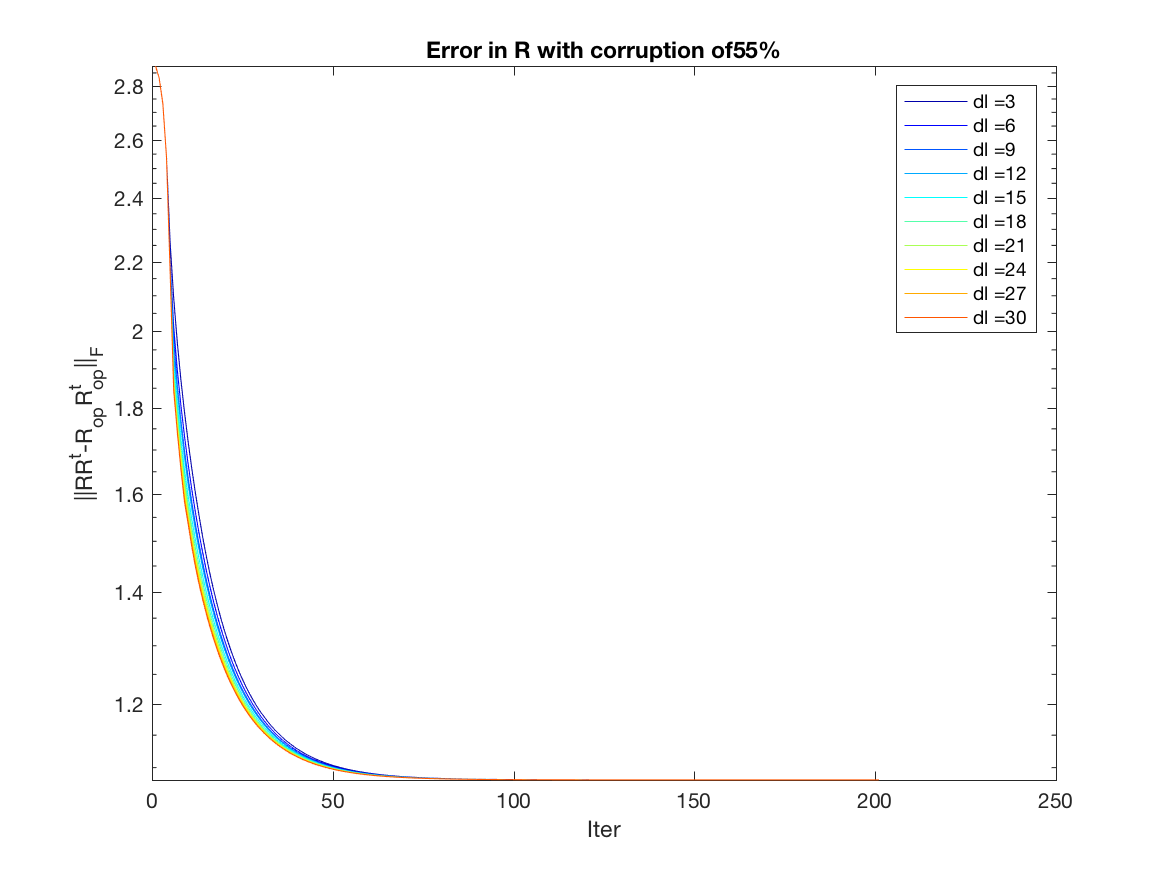 Error in R with corruption of55%
2.8
2.6
2.4
2.2
2
1.8
1.6
1.4
1.2
||RR^t-R_op R^t_op||_F
dl =3
dl =6
dl =9
dl =12
dl =15
dl =18
dl =21
dl =24
dl =27
dl =30
0 50 100 150 200 250
Iter